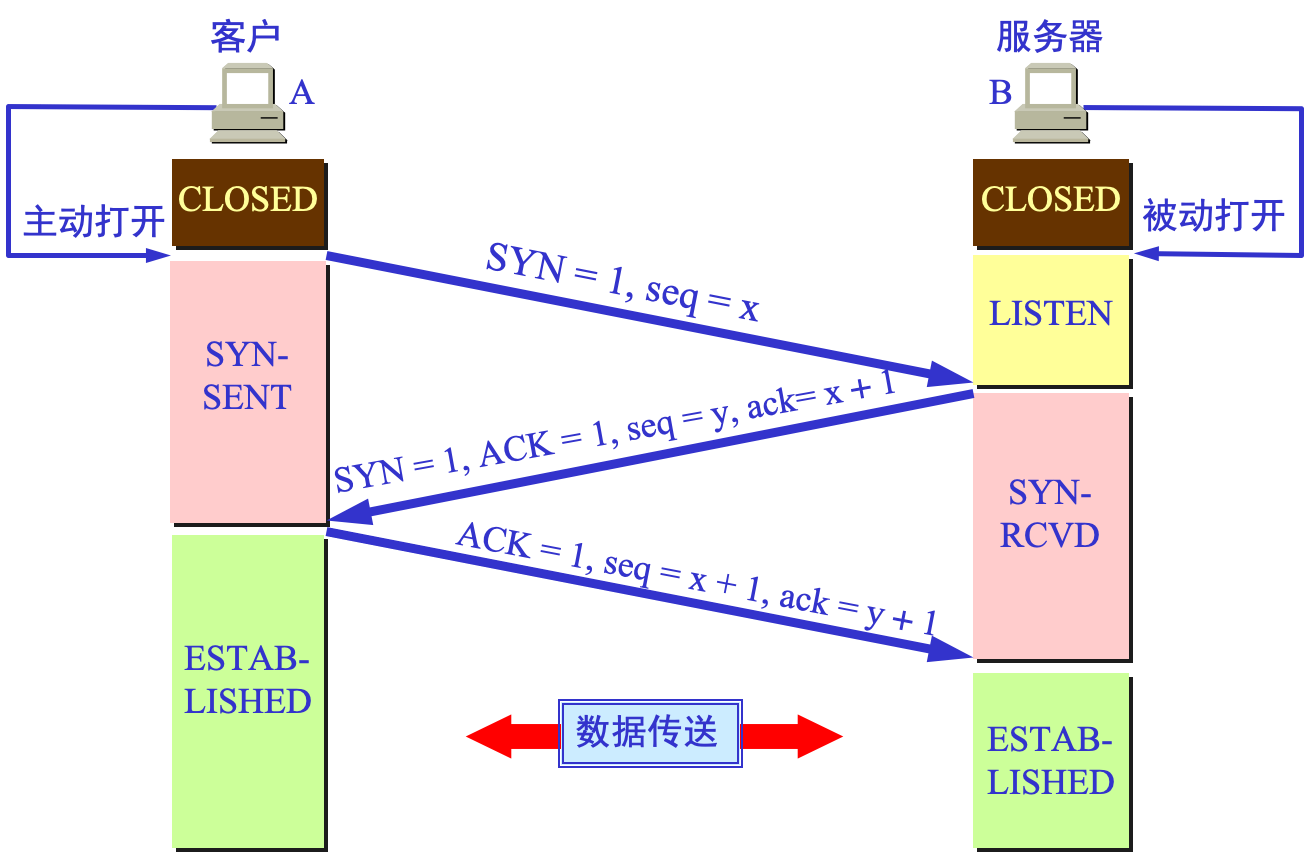 客户
服务器
A
B
CLOSED
CLOSED
主动打开
被动打开
SYN = 1, seq = x
LISTEN
SYN-
SENT
SYN = 1, ACK = 1, seq = y, ack= x + 1
SYN-
RCVD
ACK = 1, seq = x + 1, ack = y + 1
ESTAB-
LISHED
数据传送
ESTAB-
LISHED